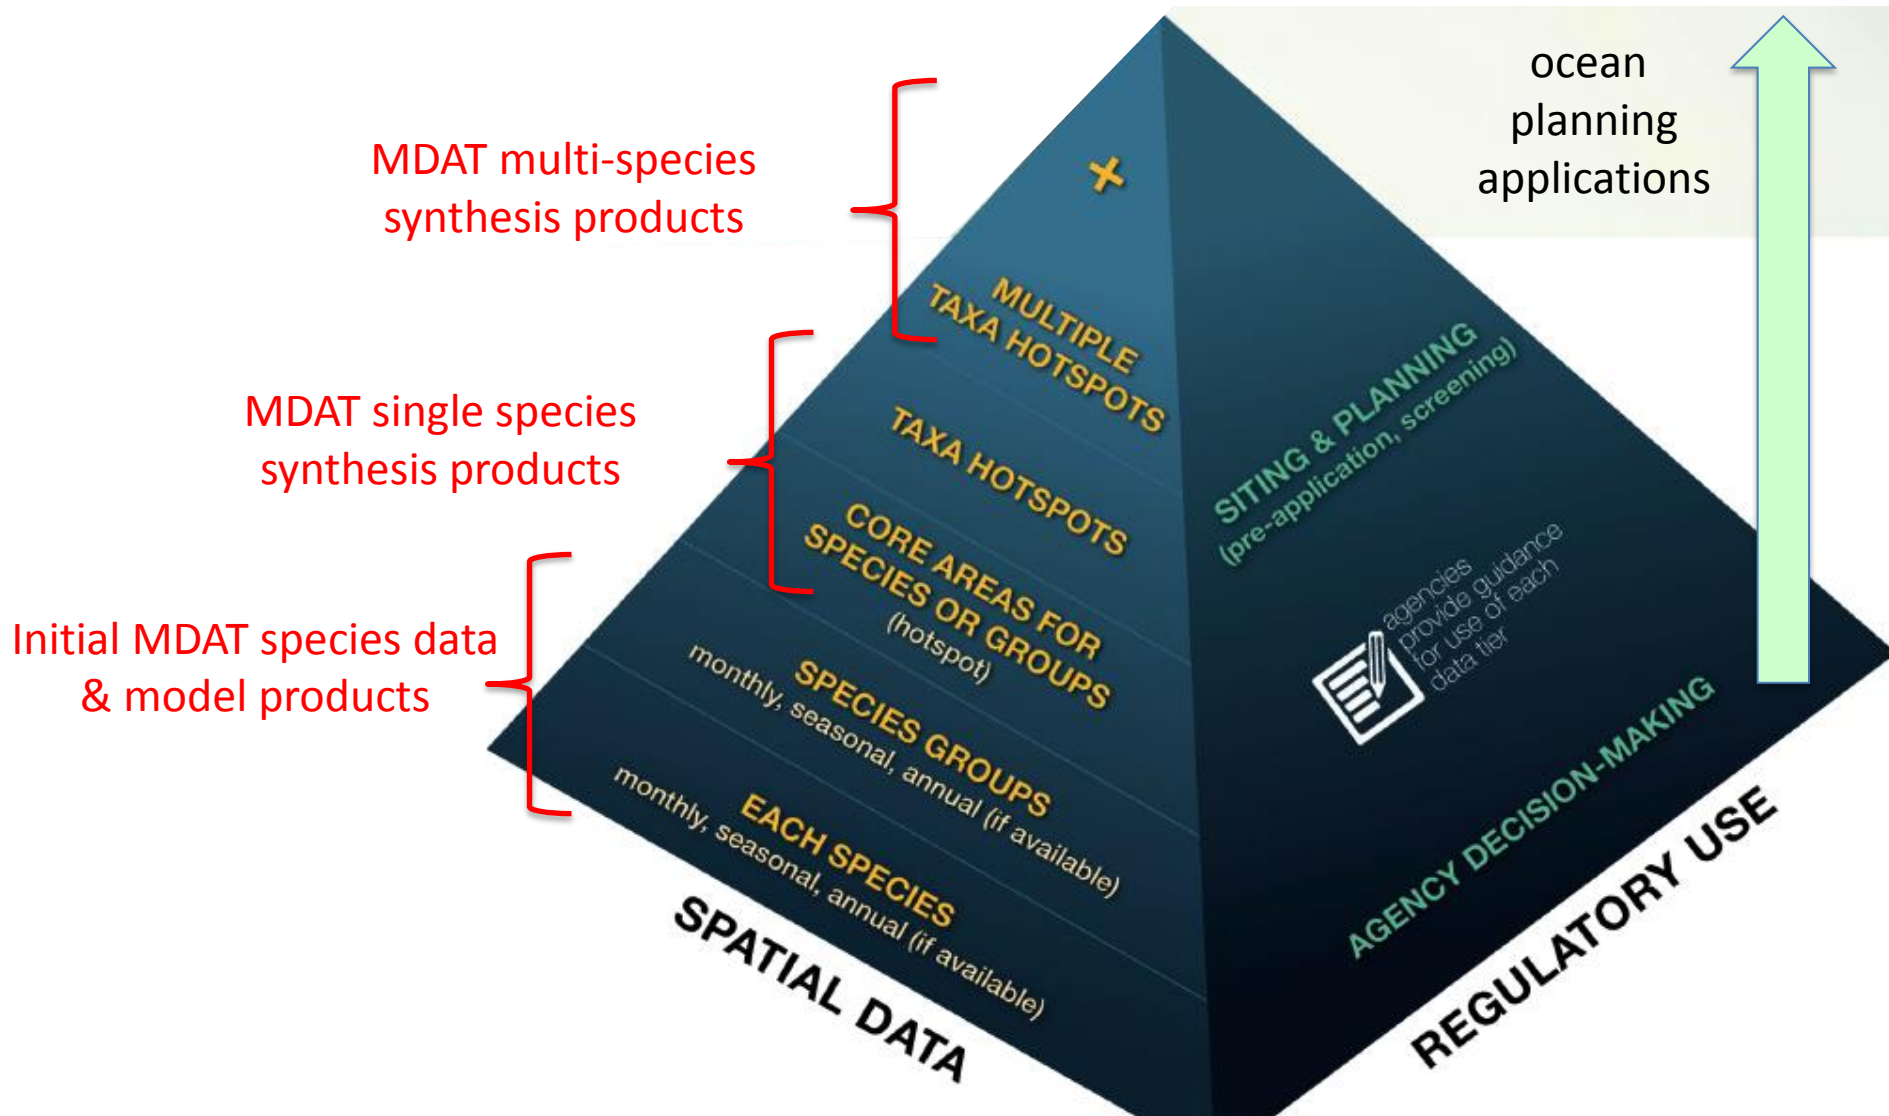 MDAT multi-species
synthesis products
MDAT single species
synthesis products
Initial MDAT species data
& model products
+
MULTIPLE
TAXA HOTSPOTS
TAXA HOTSPOTS
CORE AREAS FOR
SPECIES OR GROUPS
(hotspot)
SPECIES GROUPS
monthly, seasonal, annual (if available)
EACH SPECIES
monthly, seasonal, annual (if available)
SPATIAL DATA
ocean
planning
applications
SITING & PLANNING
(pre-application, screening)
agencies
provide guidance
for use of each
data tier
AGENCY DECISION-MAKING
REGULATORY USE